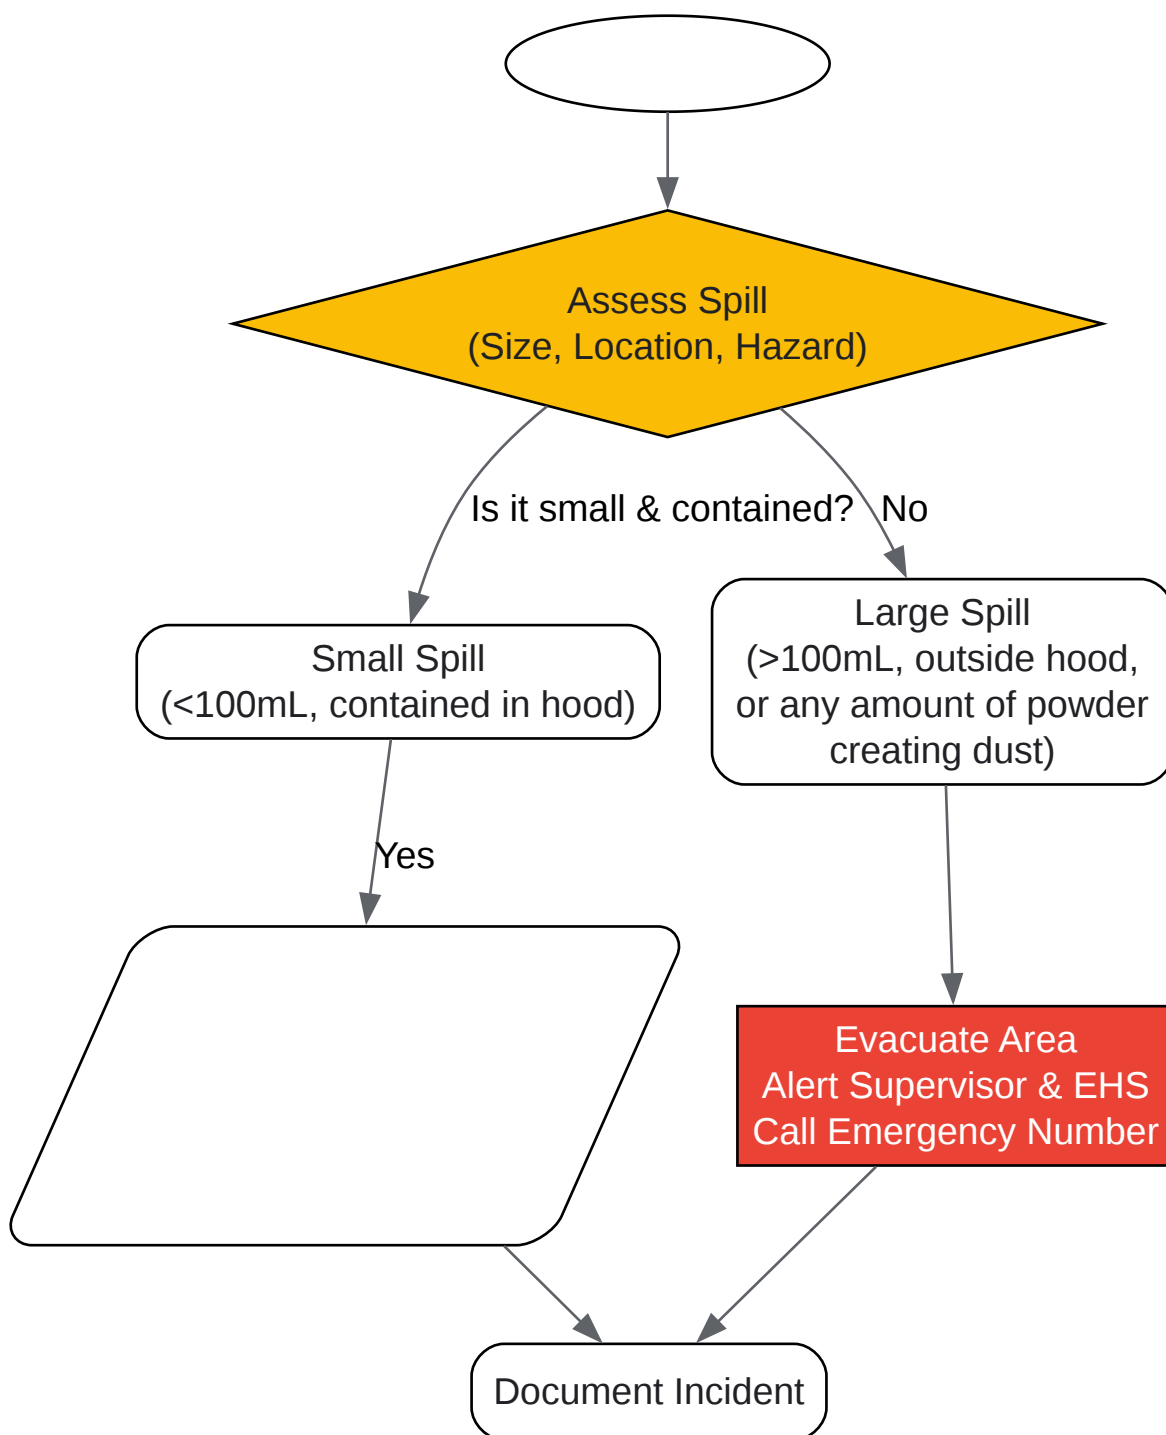 Assess Spill
(Size, Location, Hazard)
Is it small & contained?
No
Small Spill
(<100mL, contained in hood)
Large Spill
(>100mL, outside hood,
or any amount of powder
creating dust)
Yes
Evacuate Area
Alert Supervisor & EHS
Call Emergency Number
Document Incident